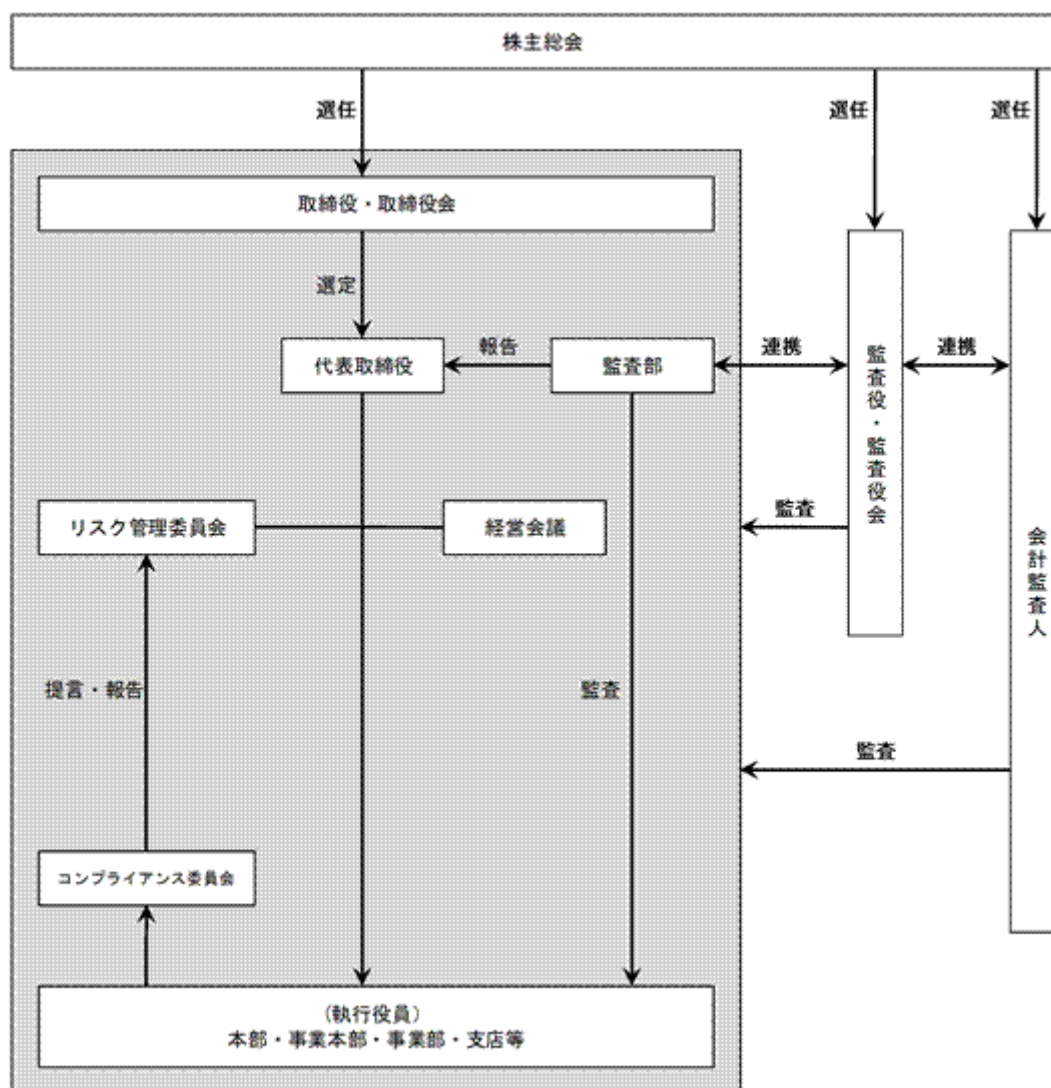 株主総会
選任
選任
選任
取締役・取締役会
選定
代表取締役
報告
監査部
連携
監査役・監査役会
連携
リスク管理委員会
経営会議
監査
会計監査人
提言・報告
監査
監査
コンプライアンス委員会
(執行役員)
本部・事業本部・事業部・支店等